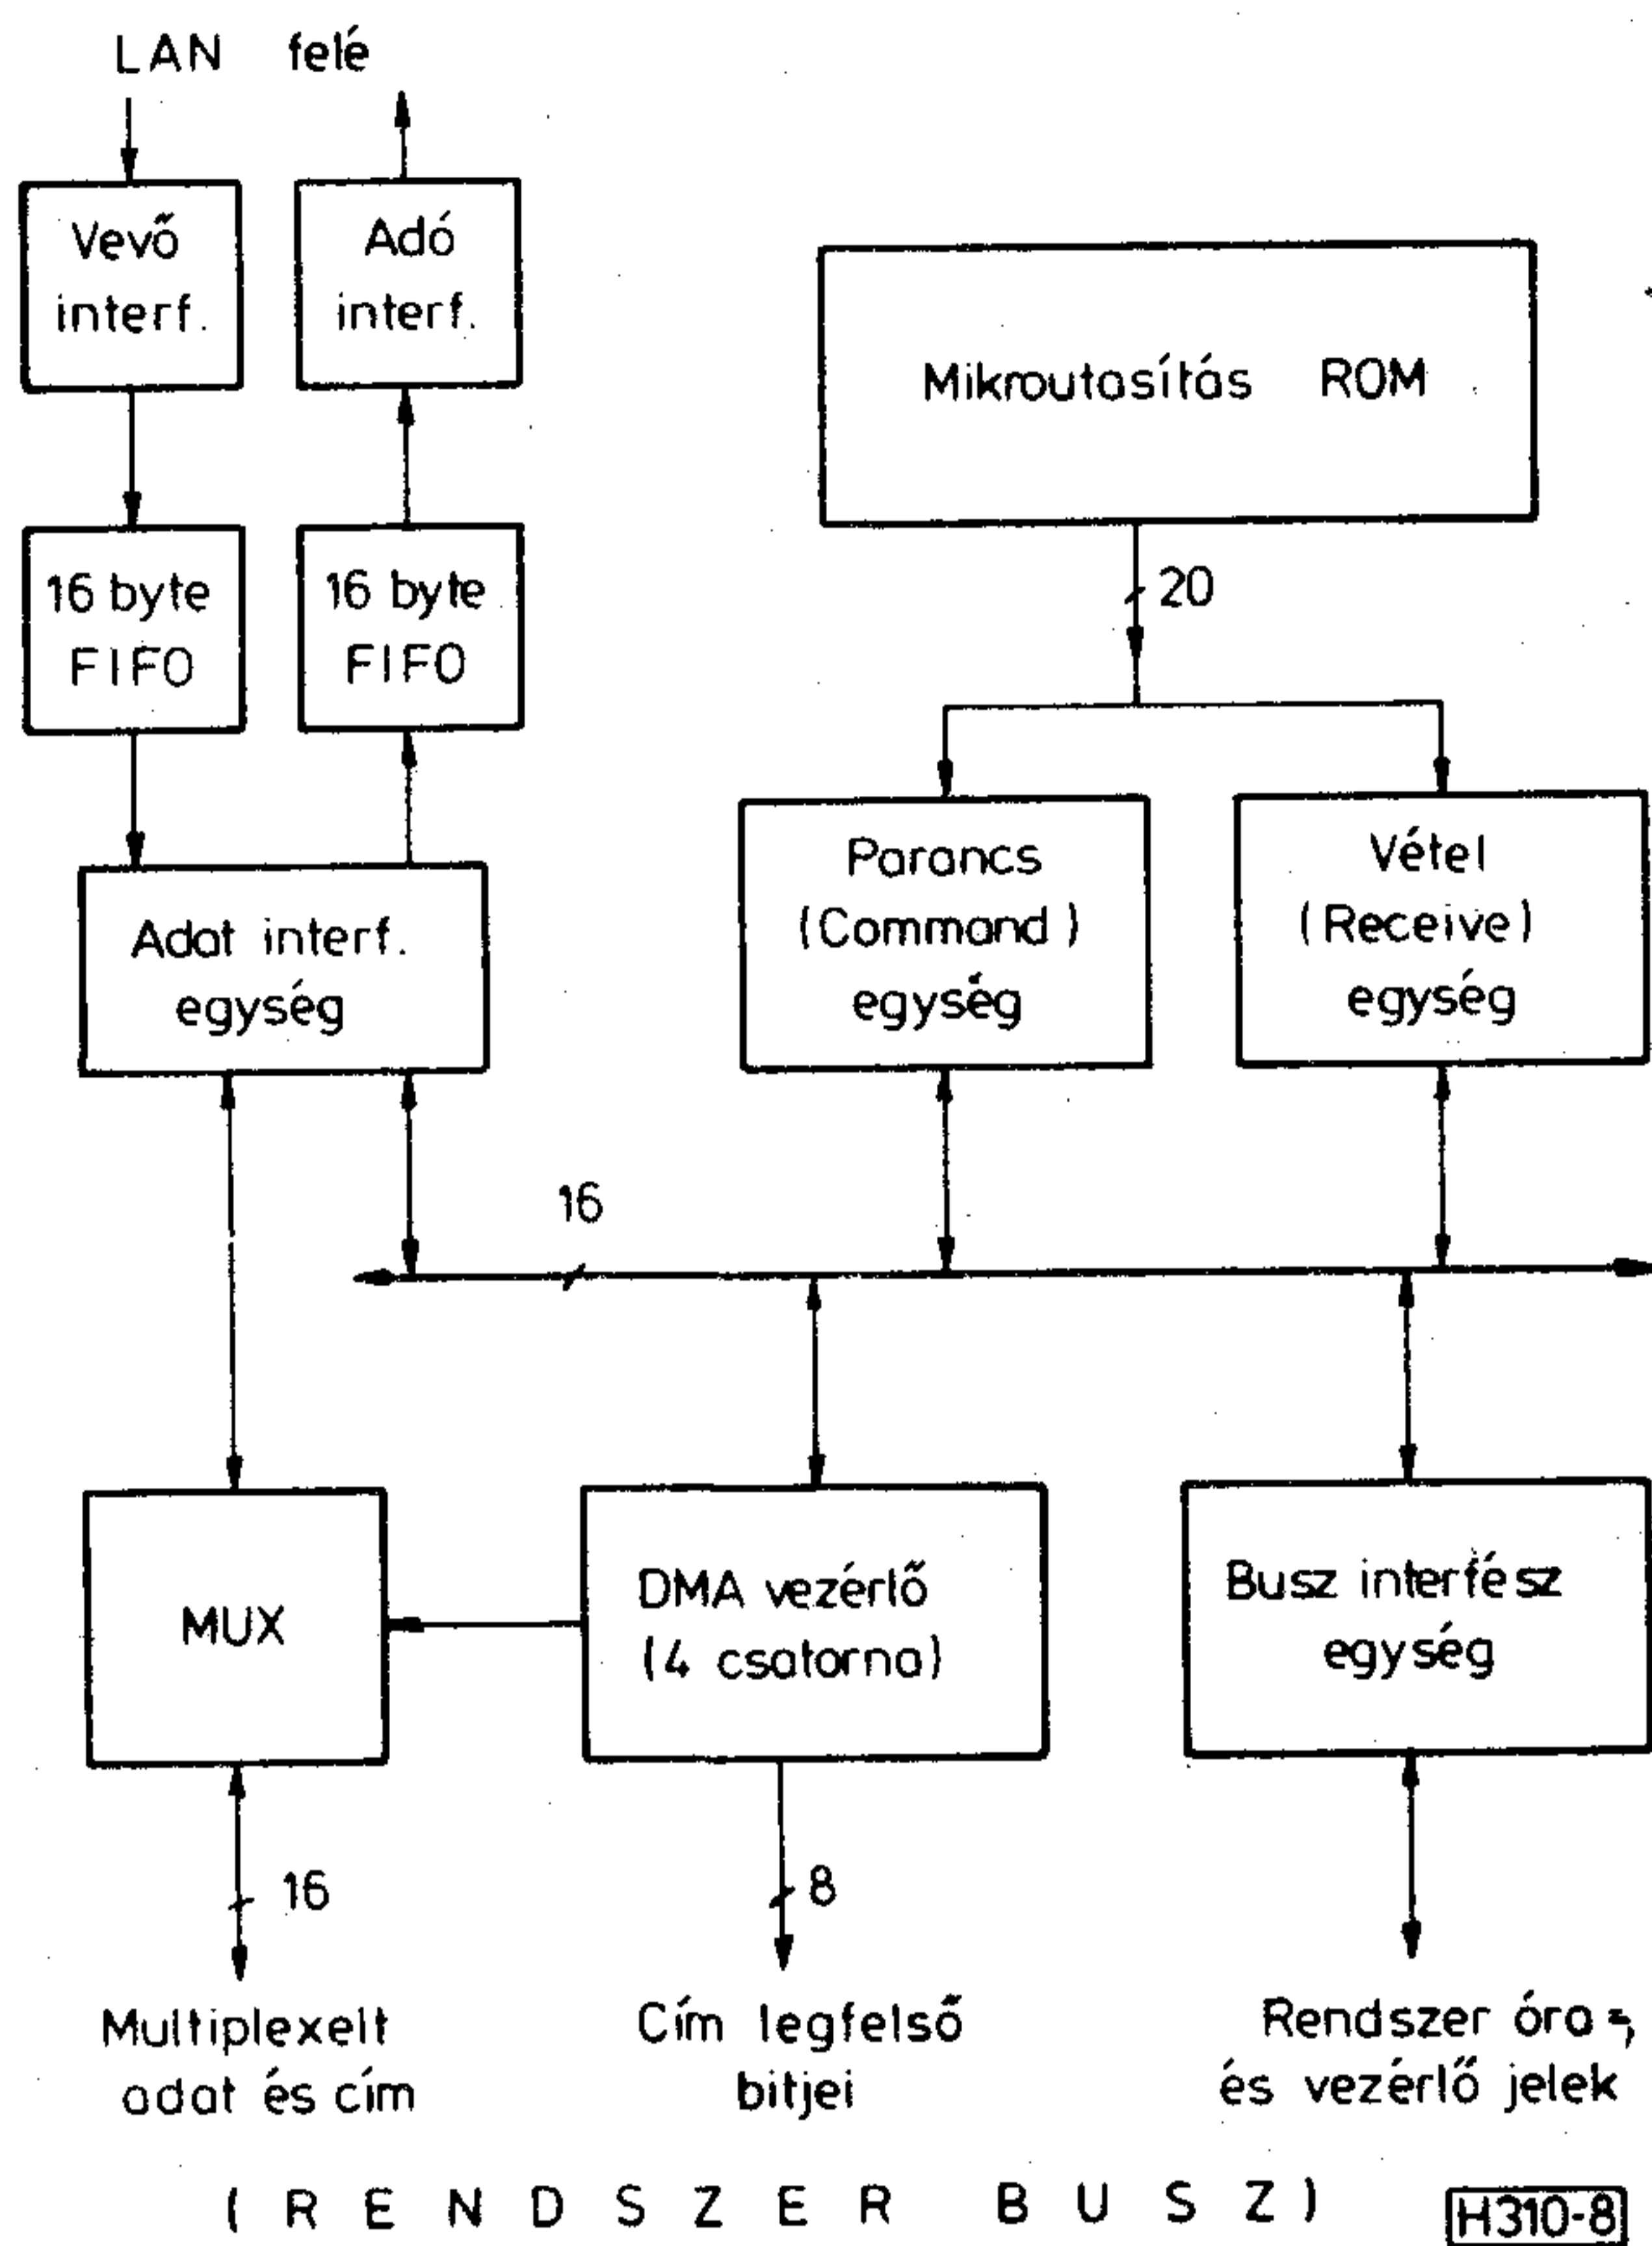 LAN felé
Vevő
interf.
Adó
interf.
Mikroutasítás ROM
16 byte
FIFO
16 byte
FIFO
20
Parancs
(Command)
egység
Vétel
(Receive)
egység
Adat interf.
egység
16
MUX
DMA vezérlő
(4 csatorna)
Busz interfész
egység
16
8
Multiplexelt
adat és cím
Cím legfelső
bitjei
Rendszer óra-,
és vezérlő jelek
(RENDSZER BUSZ)
H310-8